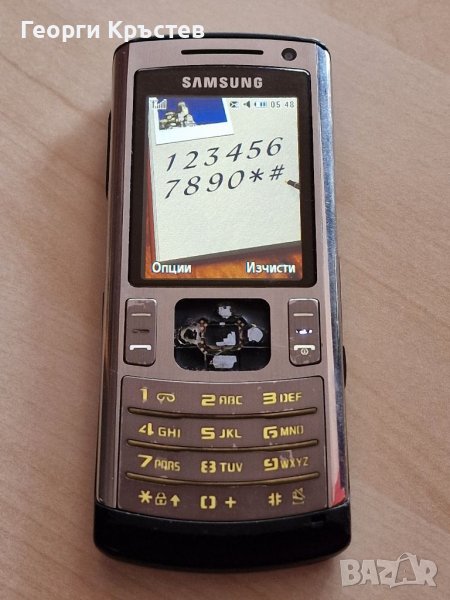 Георги Кръстев
SAMSUNG
05:48
123456
7890*#
Опции Изчисти
1 2 ABC 3 DEF
4 GHI 5 JKL 6 MNO
7 PQRS 8 TUV 9 WXYZ
* 0 + #
BAZAR